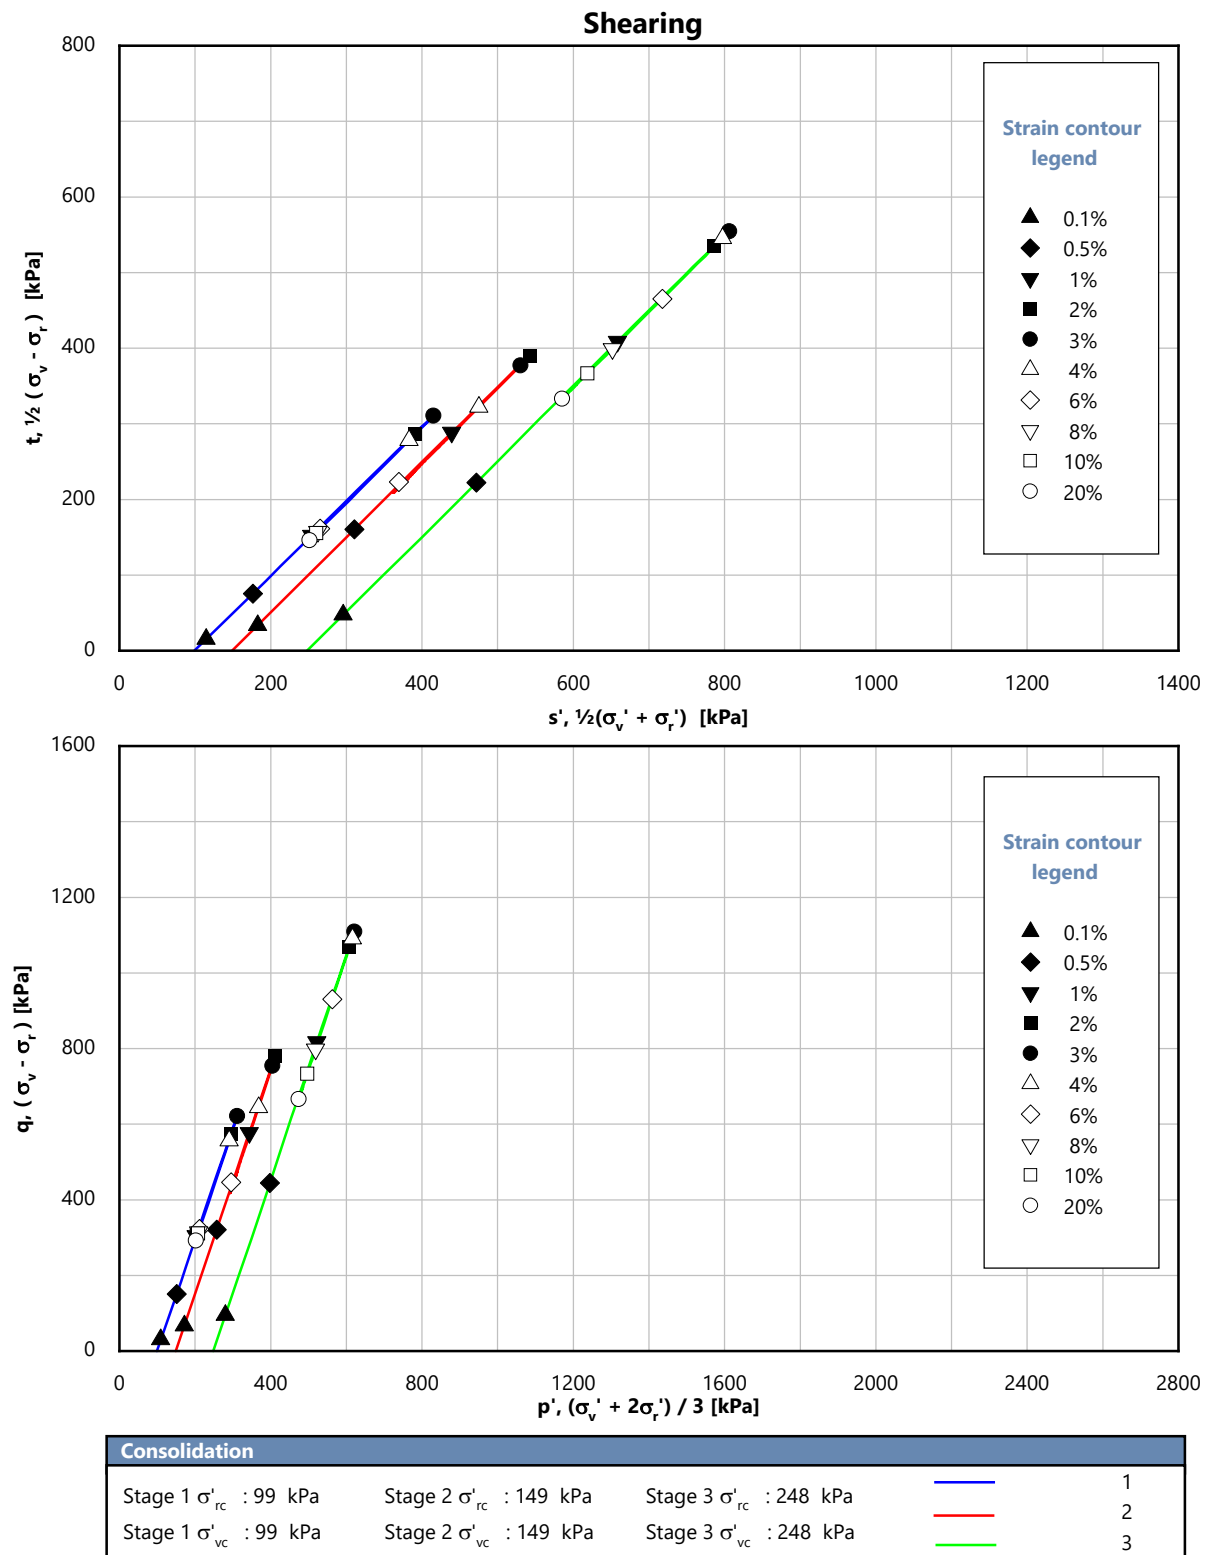 Shearing
800
600
400
200
0
t, ½ ( σv - σr ) [kPa]
0 200 400 600 800 1000 1200 1400
s', ½(σv' + σr') [kPa]
Strain contour
legend
0.1%
0.5%
1%
2%
3%
4%
6%
8%
10%
20%
1600
1200
800
400
0
q, ( σv - σr ) [kPa]
0 400 800 1200 1600 2000 2400 2800
p', (σv' + 2σr') / 3 [kPa]
Strain contour
legend
0.1%
0.5%
1%
2%
3%
4%
6%
8%
10%
20%
Consolidation
Stage 1 σ'rc : 99 kPa Stage 2 σ'rc : 149 kPa Stage 3 σ'rc : 248 kPa
Stage 1 σ'vc : 99 kPa Stage 2 σ'vc : 149 kPa Stage 3 σ'vc : 248 kPa
1
2
3